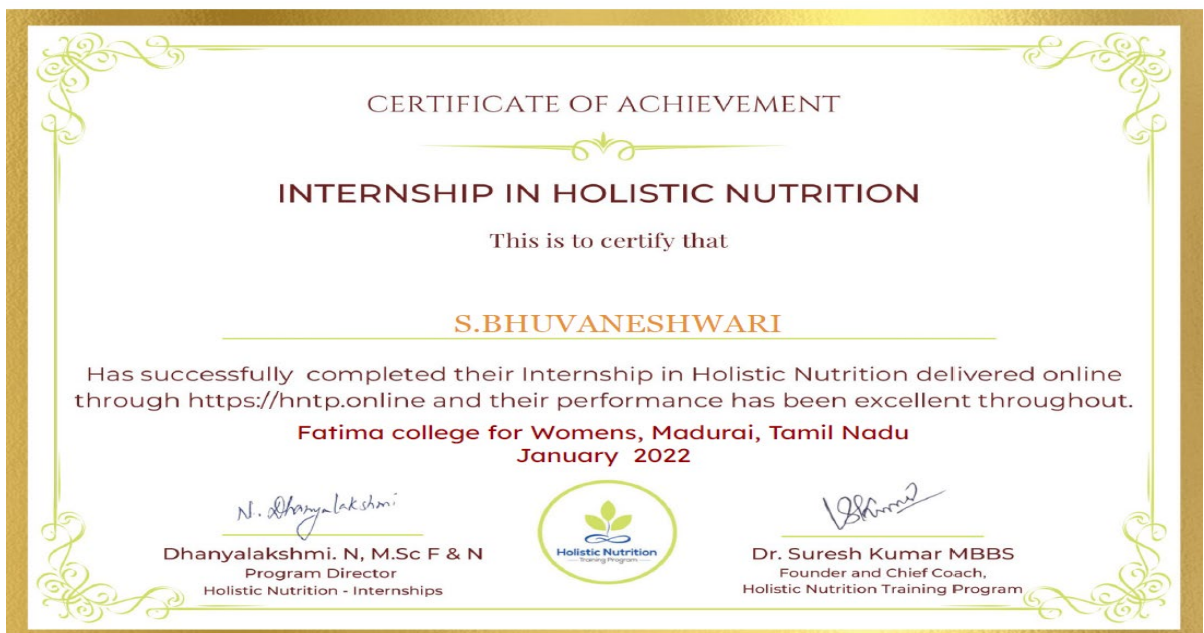 CERTIFICATE OF ACHIEVEMENT
INTERNSHIP IN HOLISTIC NUTRITION
This is to certify that
S.BHUVANESHWARI
Has successfully completed their Internship in Holistic Nutrition delivered online
through https://hntp.online and their performance has been excellent throughout.
Fatima college for Womens, Madurai, Tamil Nadu
January 2022
N. Dhanyalakshmi
Dhanyalakshmi. N, M.Sc F & N
Program Director
Holistic Nutrition - Internships
Holistic Nutrition
Training Program
Dr. Suresh Kumar MBBS
Founder and Chief Coach,
Holistic Nutrition Training Program